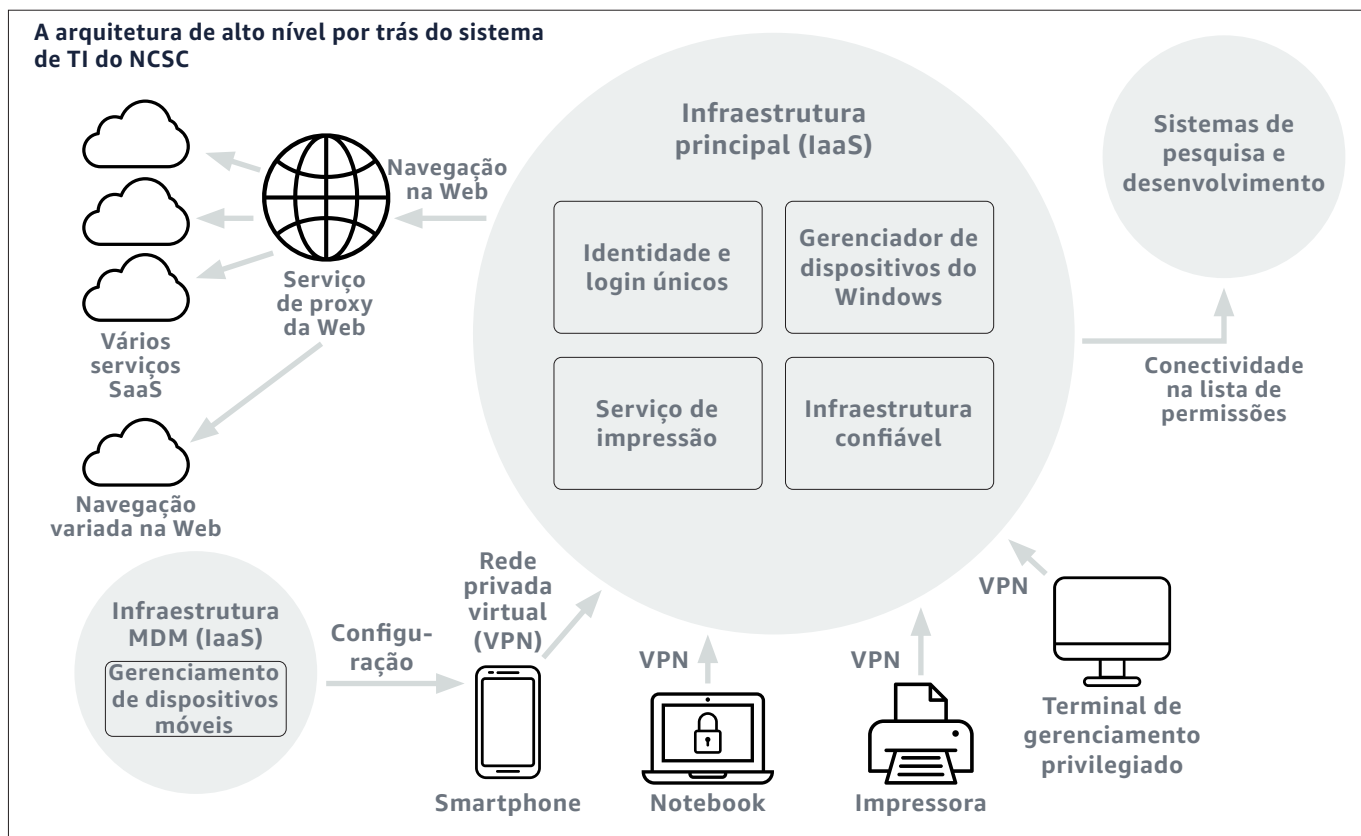 A arquitetura de alto nível por trás do sistema
de TI do NCSC
Infraestrutura
principal (IaaS)
Sistemas de
pesquisa e
desenvolvimento
Navegação
na Web
Identidade e
login únicos
Gerenciador de
dispositivos do
Windows
Serviço
de proxy
da Web
Vários
serviços
SaaS
Conectividade
na lista de
permissões
Serviço de
impressão
Infraestrutura
confiável
Navegação
variada na Web
Rede
privada
virtual
(VPN)
VPN
Infraestrutura
MDM (IaaS)
Configu-
ração
VPN
VPN
Gerenciamento
de dispositivos
móveis
Terminal de
gerenciamento
privilegiado
Smartphone
Notebook
Impressora